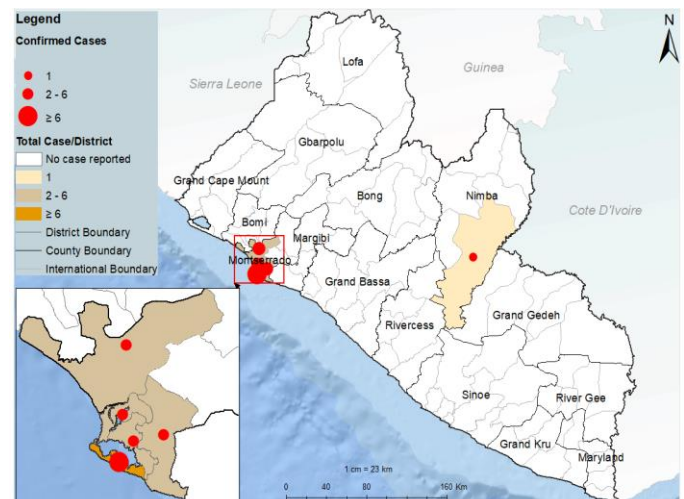 Legend
Confirmed Cases
1
2 - 6
≥ 6
Total Case/District
No case reported
1
2 - 6
≥ 6
District Boundary
County Boundary
International Boundary
N
Sierra Leone
Guinea
Cote D'Ivoire
Lofa
Gbarpolu
Grand Cape Mount
Bong
Nimba
Bomi
Margibi
Montserrado
Grand Bassa
Rivercess
Grand Gedeh
Sinoe
River Gee
Grand Kru
Maryland
1 cm = 23 km
0 40 80 160 Km